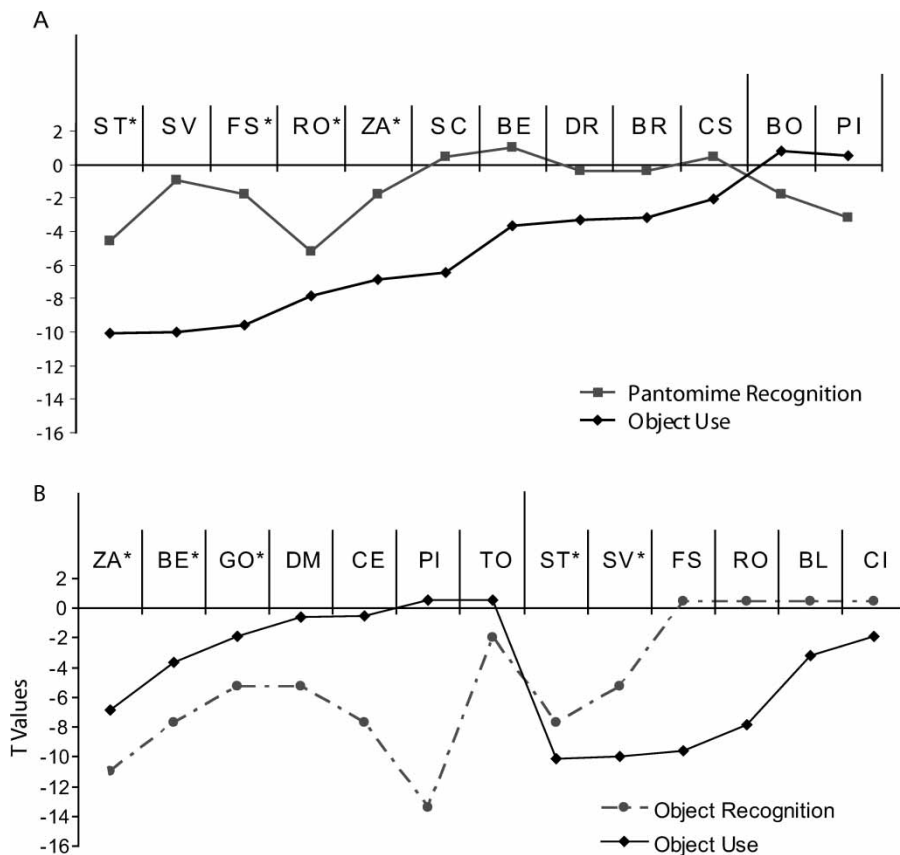 A
ST* SV FS* RO* ZA* SC BE DR BR CS BO PI
2
0
-2
-4
-6
-8
-10
-12
-14
-16
Pantomime Recognition
Object Use
B
ZA* BE* GO* DM CE PI TO ST* SV* FS RO BL CI
2
0
-2
-4
-6
-8
-10
-12
-14
-16
T Values
Object Recognition
Object Use